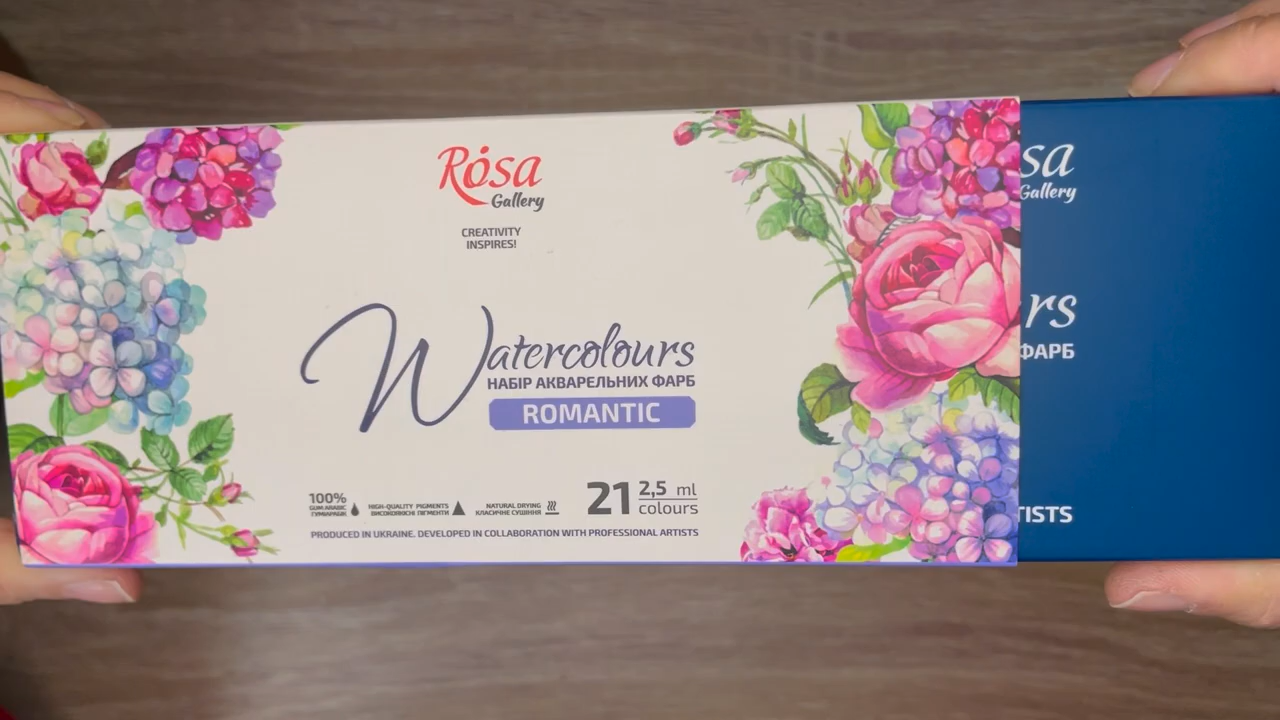 Rosa
Gallery
CREATIVITY
INSPIRES!
Watercolours
НАБІР АКВАРЕЛЬНИХ ФАРБ
ROMANTIC
100%
GUM ARABIC
ГУМІАРАБІК
HIGH-QUALITY PIGMENTS
ВИСОКОЯКІСНІ ПІГМЕНТИ
NATURAL DRYING
КЛАСИЧНЕ СУШІННЯ
21 2,5 ml
colours
PRODUCED IN UKRAINE. DEVELOPED IN COLLABORATION WITH PROFESSIONAL ARTISTS
sa
Gallery
rs
ФАРБ
TISTS